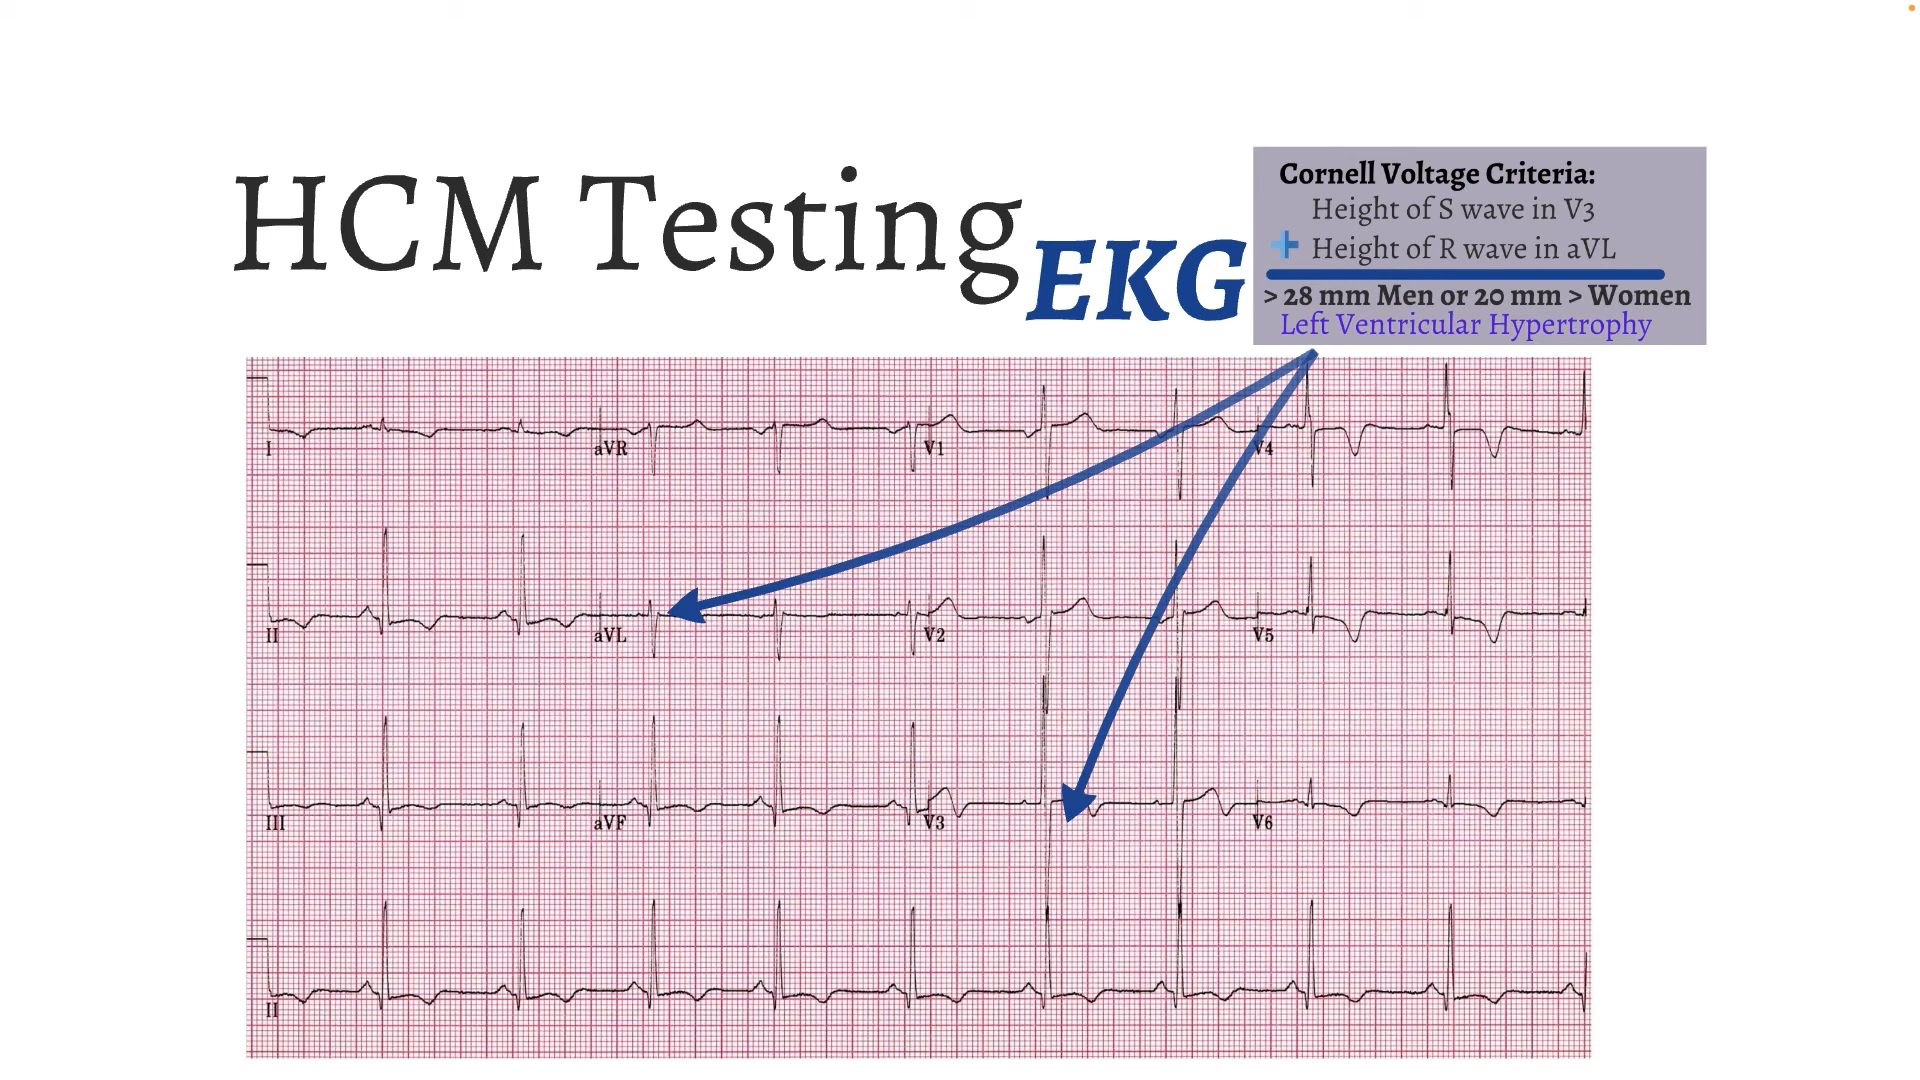 HCM Testing
EKG
Cornell Voltage Criteria:
Height of S wave in V3
+ Height of R wave in aVL
> 28 mm Men or 20 mm > Women
Left Ventricular Hypertrophy
I aVR V1 V4
II aVL V2 V5
III aVF V3 V6
II